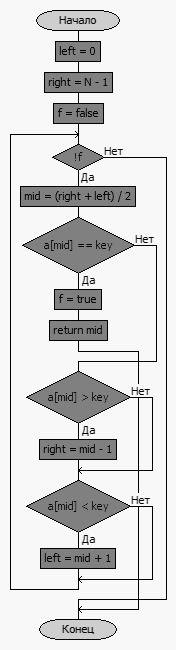 Начало
left = 0
right = N - 1
f = false
!f
Нет
Да
mid = (right + left) / 2
a[mid] == key
Нет
Да
f = true
return mid
a[mid] > key
Нет
Да
right = mid - 1
a[mid] < key
Нет
Да
left = mid + 1
Конец